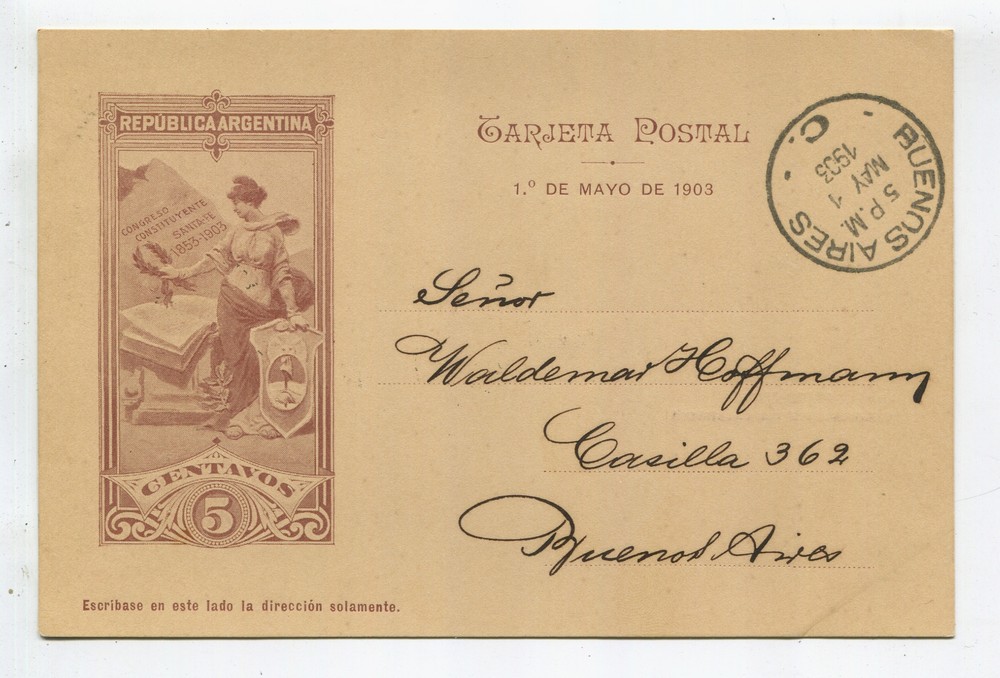 REPÚBLICA ARGENTINA
CONGRESO
CONSTITUYENTE
SANTA-FE
1853-1903
CENTAVOS
5
TARJETA POSTAL
1.º DE MAYO DE 1903
BUENOS AIRES
C.
5 P.M.
MAY 1
1903
Señor
Waldemar Hoffmann
Casilla 362
Buenos Aires
Escríbase en este lado la dirección solamente.